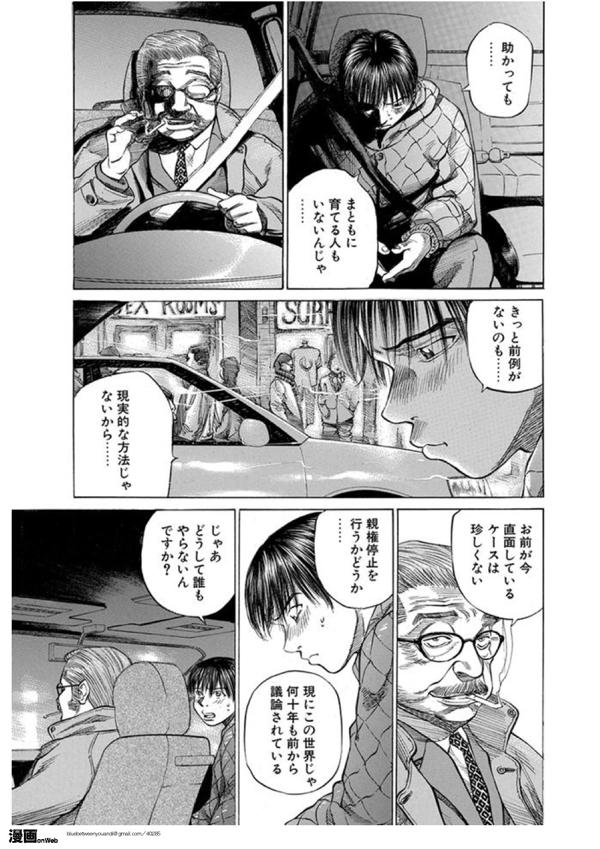 助かっても
……
まともに
育てる人も
いないんじゃ
……
きっと前例が
ないのも……
現実的な方法じゃ
ないから……
EX ROOMS
SURF
お前が今
直面している
ケースは
珍しくない
親権停止を
行うかどうか
……
現にこの世界じゃ
何十年も前から
議論されている
じゃあ
どうして誰も
やらないん
ですか?
漫画 on Web
bluebetweenyouandi@gmail.com/40285